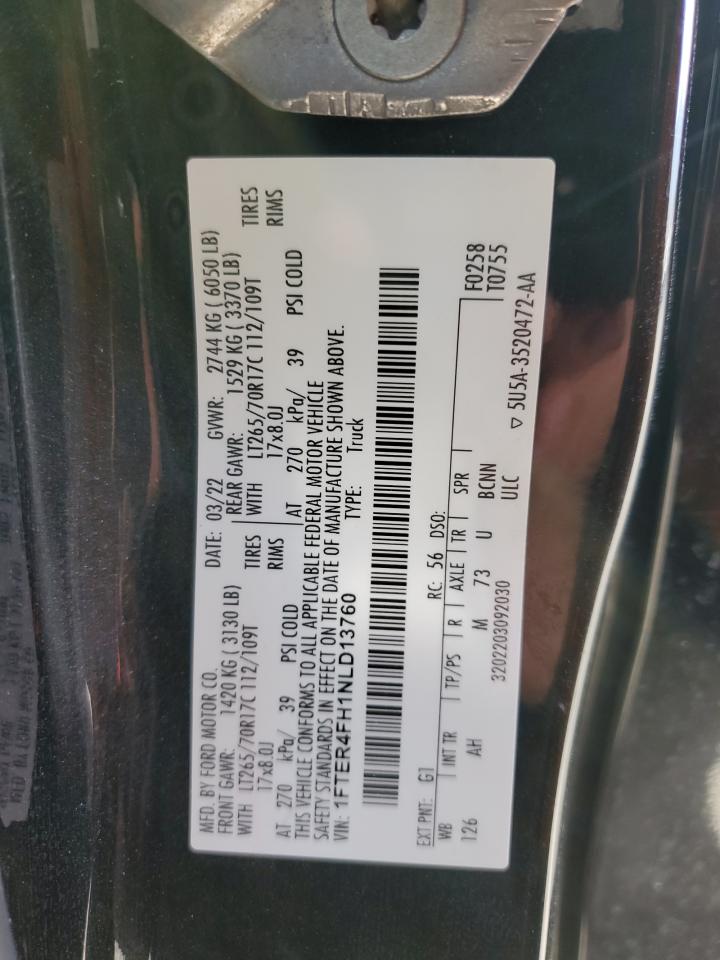 MFD. BY FORD MOTOR CO.
DATE: 03/22 GVWR: 2744 KG ( 6050 LB)
FRONT GAWR: 1420 KG ( 3130 LB) REAR GAWR: 1529 KG ( 3370 LB)
WITH LT265/70R17C 112/109T TIRES WITH LT265/70R17C 112/109T TIRES
17x8.0J RIMS 17x8.0J RIMS
AT 270 kPa/ 39 PSI COLD AT 270 kPa/ 39 PSI COLD
THIS VEHICLE CONFORMS TO ALL APPLICABLE FEDERAL MOTOR VEHICLE
SAFETY STANDARDS IN EFFECT ON THE DATE OF MANUFACTURE SHOWN ABOVE.
VIN: 1FTER4FH1NLD13760 TYPE: Truck
EXT PNT: G1 RC: 56 DSO: F0258
WB INT TR TP/PS R AXLE TR SPR T0755
126 AH M 73 U BCNN
3202203092030 ULC ▽ 5U5A-3520472-AA